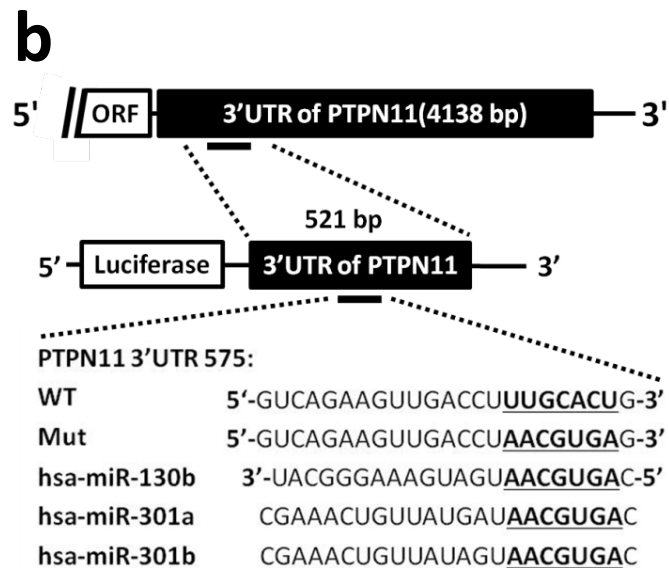 b
5' ORF 3'UTR of PTPN11(4138 bp) 3'
521 bp
5' Luciferase 3'UTR of PTPN11 3'
PTPN11 3'UTR 575:
WT 5'-GUCAGAAGUUGACCUUUGCACUG-3'
Mut 5'-GUCAGAAGUUGACCUAACGUGAG-3'
hsa-miR-130b 3'-UACGGGAAAGUAGUAACGUGAC-5'
hsa-miR-301a CGAAACUGUUAUGAUAACGUGAC
hsa-miR-301b CGAAACUGUUAUAGUAACGUGAC